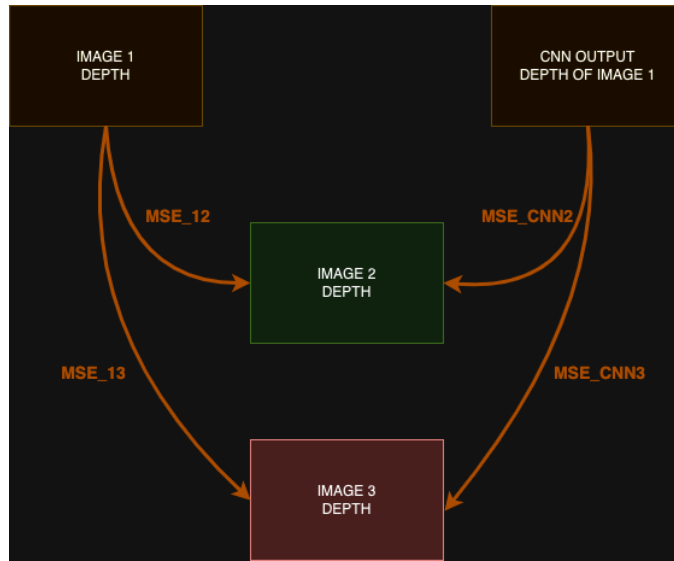 IMAGE 1
DEPTH
CNN OUTPUT
DEPTH OF IMAGE 1
MSE_12
MSE_CNN2
IMAGE 2
DEPTH
MSE_13
MSE_CNN3
IMAGE 3
DEPTH